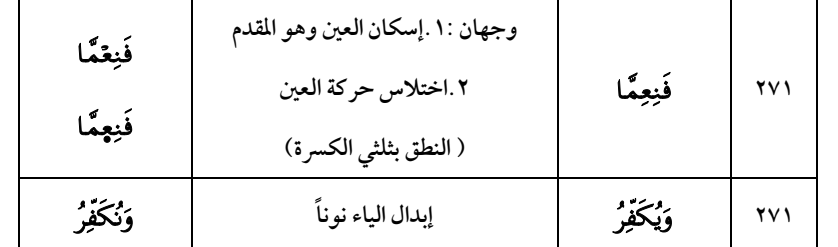 ٢٧١
فَنِعِمَّا
وجهان : ١.إسكان العين وهو المقدم
٢.اختلاس حركة العين
( النطق بثلثي الكسرة)
فَنِعْمَّا
فَنِعِمَّا
٢٧١
وَيُكَفِّرُ
إبدال الياء نوناً
وَنُكَفِّرُ